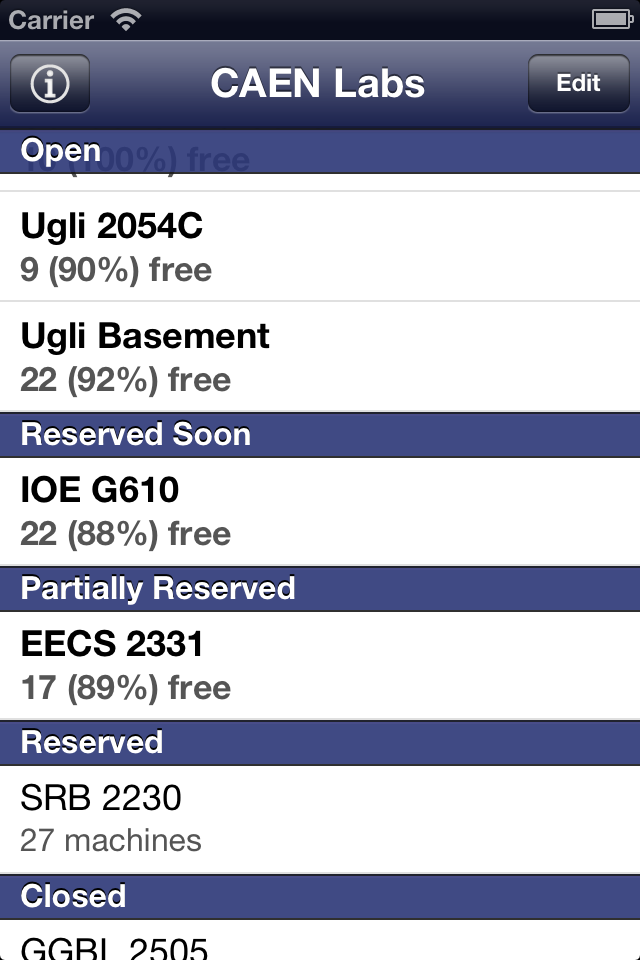 Carrier
CAEN Labs
Edit
Open
(100%) free
Ugli 2054C
9 (90%) free
Ugli Basement
22 (92%) free
Reserved Soon
IOE G610
22 (88%) free
Partially Reserved
EECS 2331
17 (89%) free
Reserved
SRB 2230
27 machines
Closed
GGBL 2505